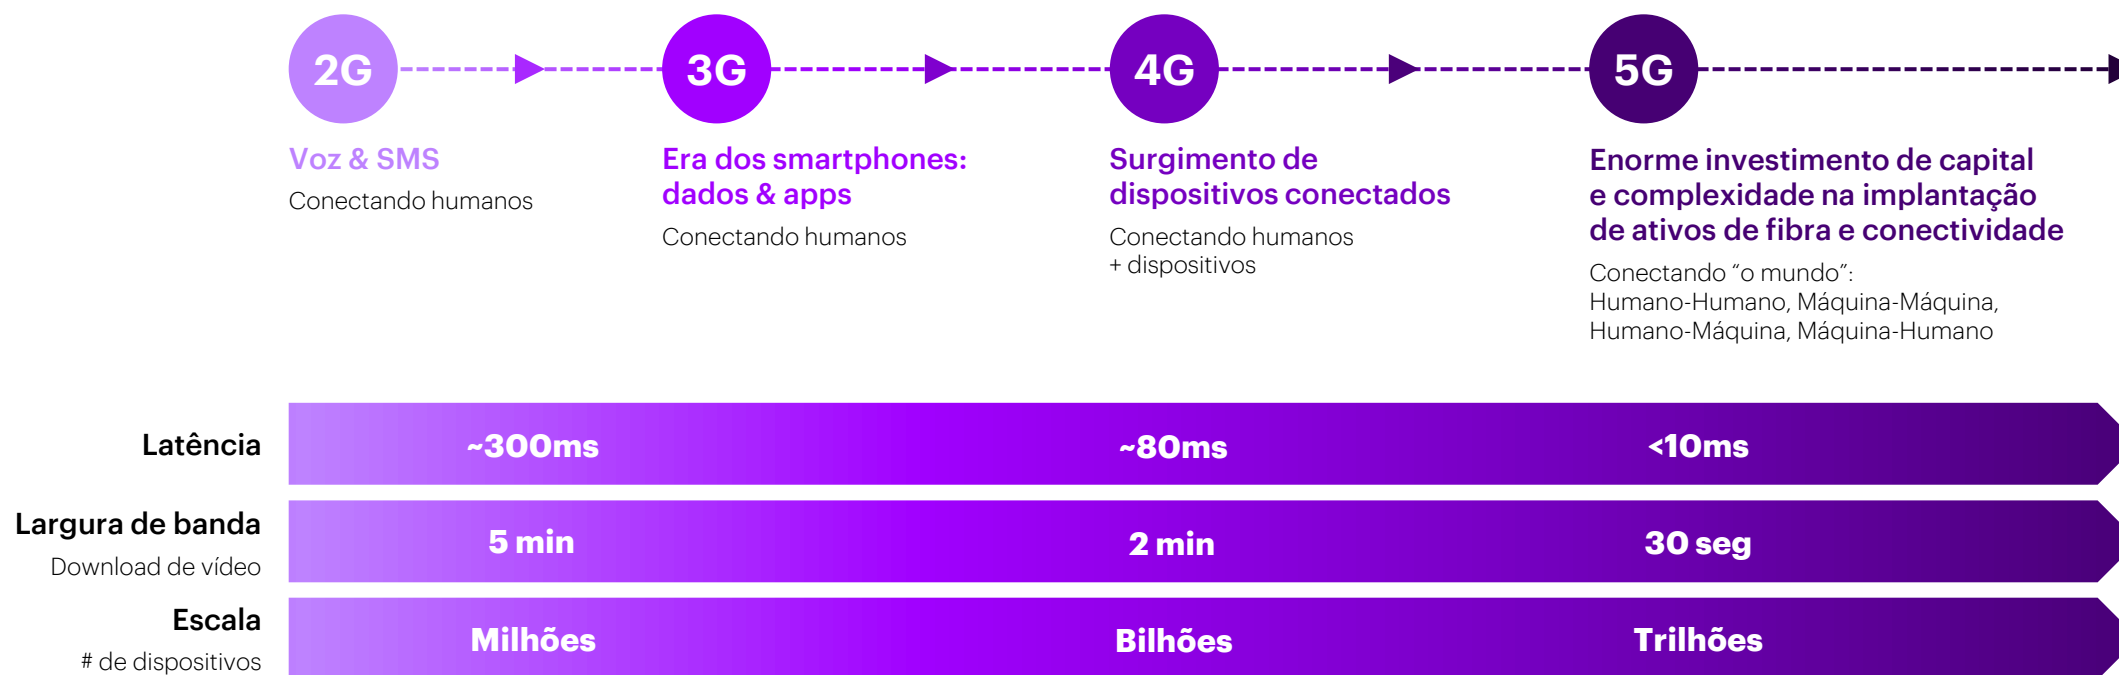 2G
3G
4G
5G
Voz & SMS
Conectando humanos
Era dos smartphones:
dados & apps
Conectando humanos
Surgimento de
dispositivos conectados
Conectando humanos
+ dispositivos
Enorme investimento de capital
e complexidade na implantação
de ativos de fibra e conectividade
Conectando “o mundo”:
Humano-Humano, Máquina-Máquina,
Humano-Máquina, Máquina-Humano
Latência
~300ms
~80ms
<10ms
Largura de banda
Download de vídeo
5 min
2 min
30 seg
Escala
# de dispositivos
Milhões
Bilhões
Trilhões